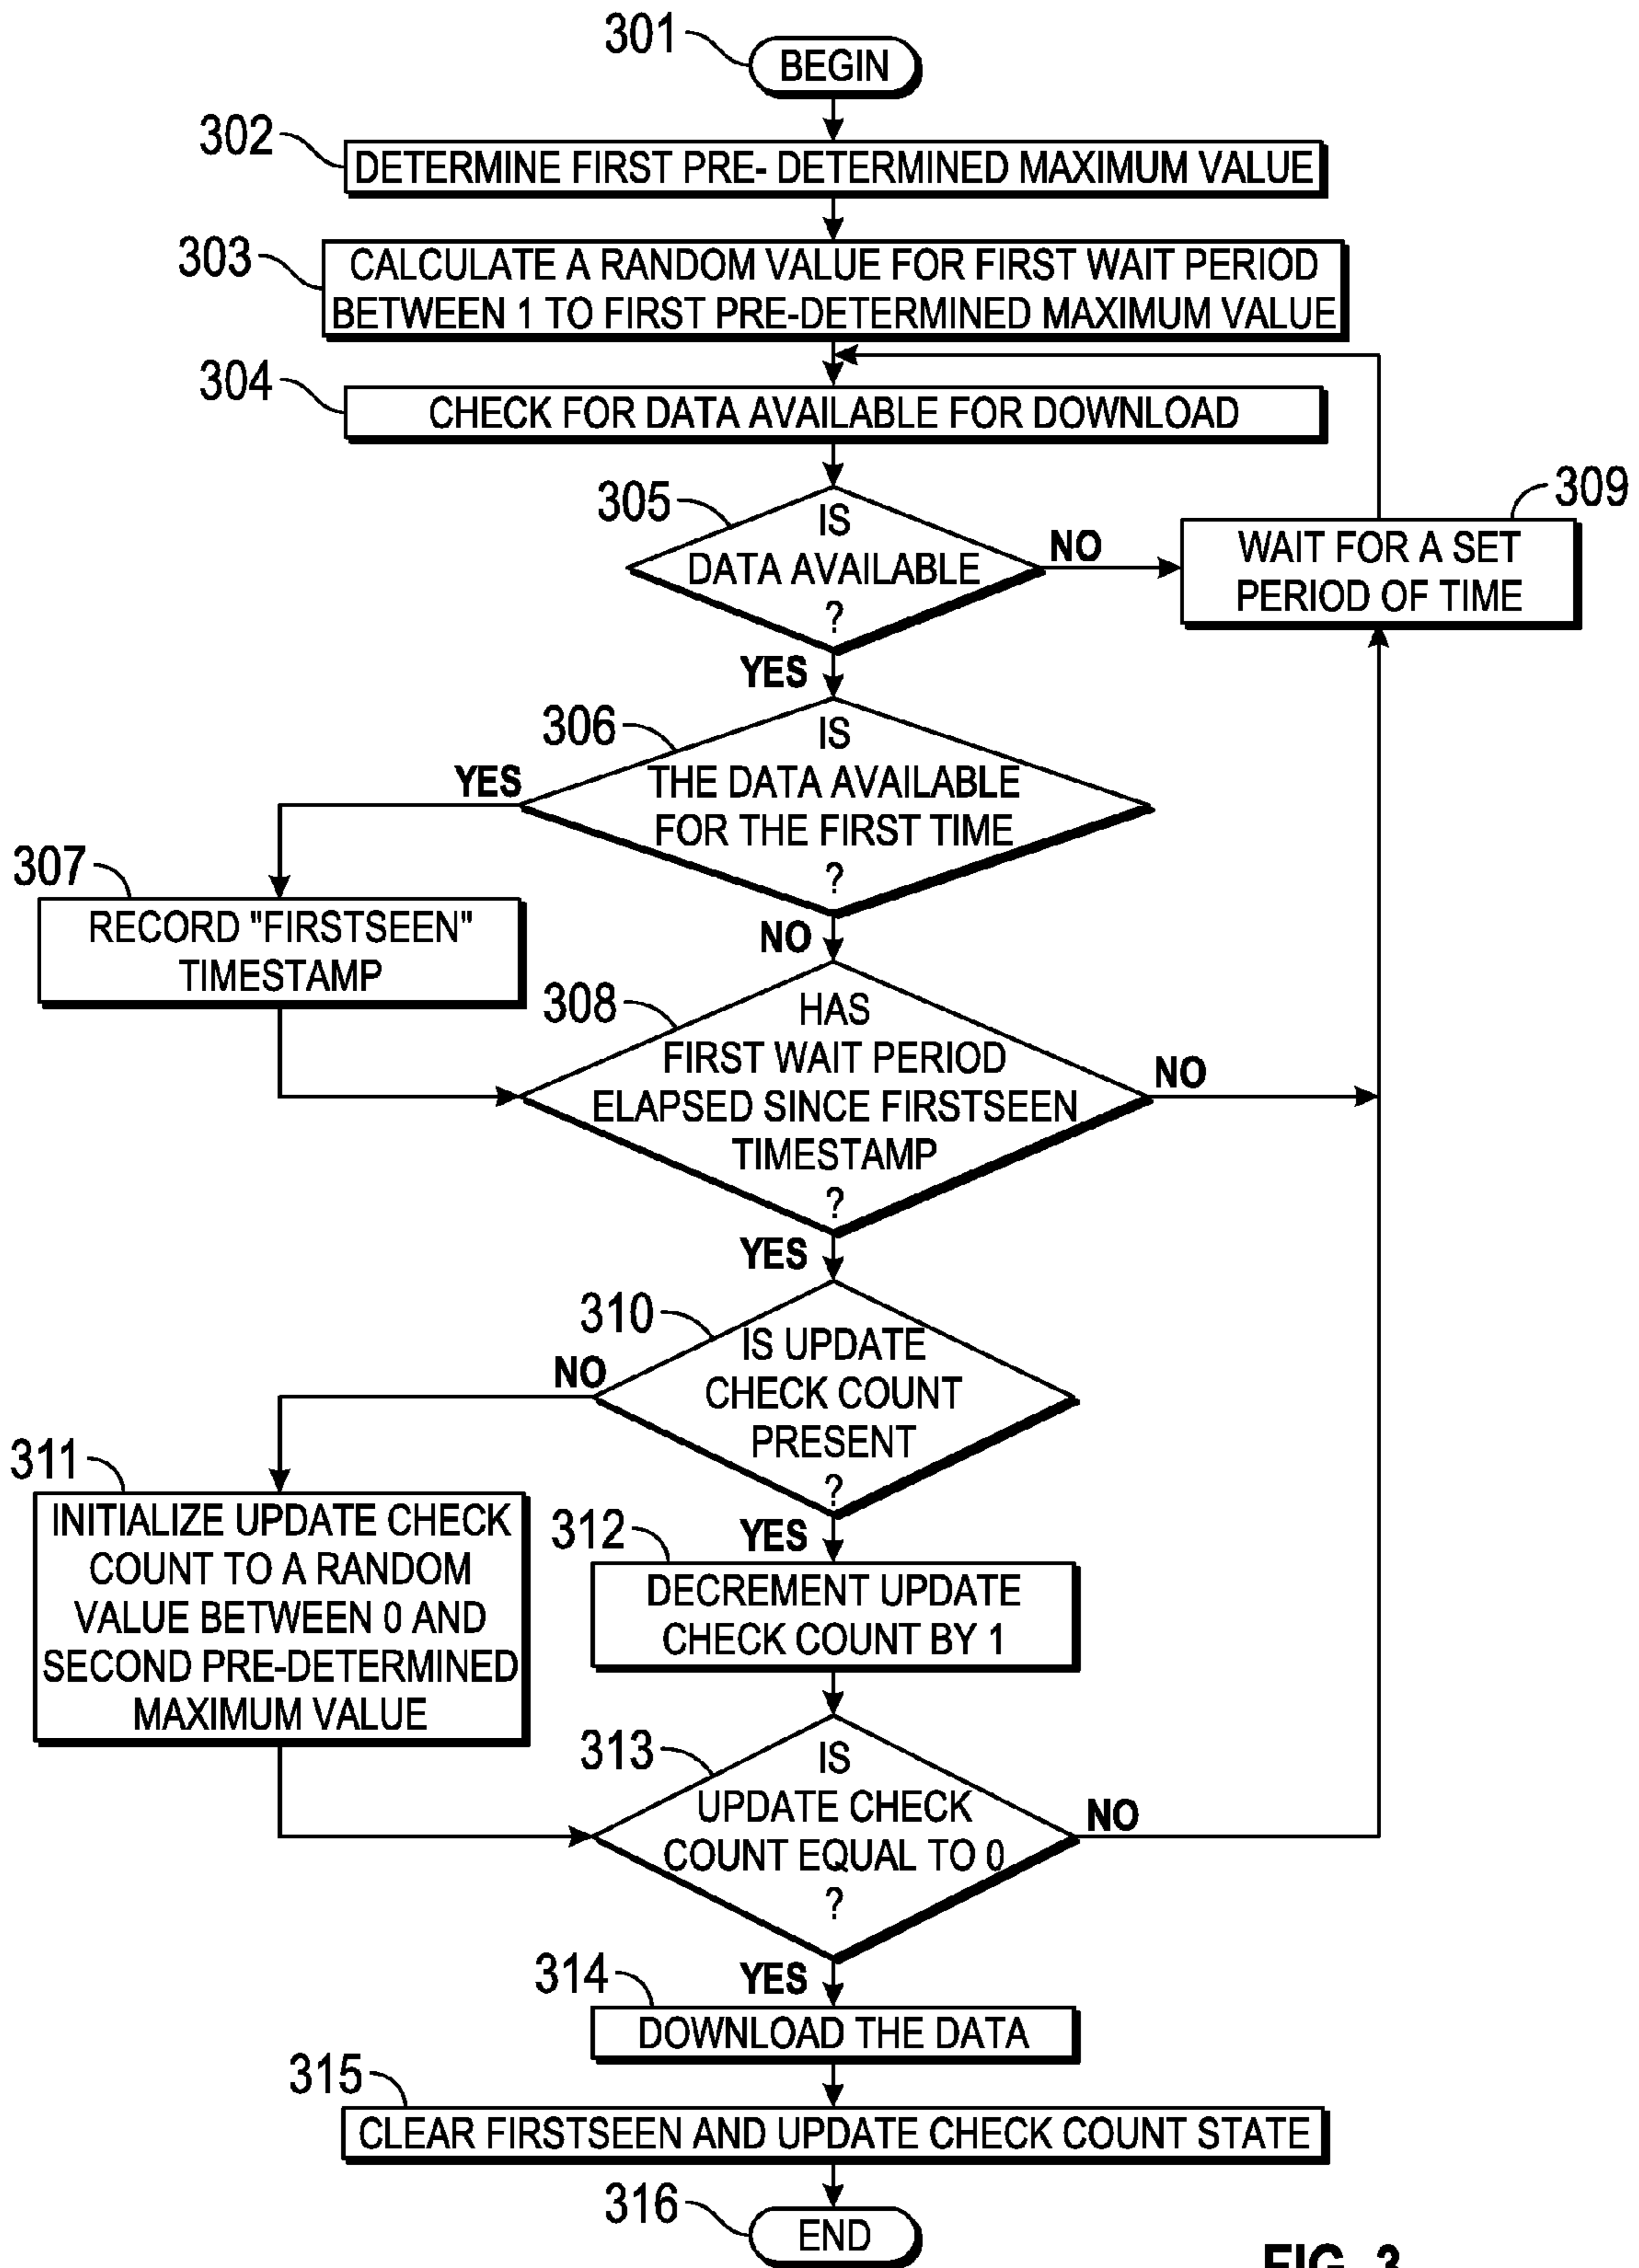 301
BEGIN
302
DETERMINE FIRST PRE- DETERMINED MAXIMUM VALUE
303
CALCULATE A RANDOM VALUE FOR FIRST WAIT PERIOD
BETWEEN 1 TO FIRST PRE-DETERMINED MAXIMUM VALUE
304
CHECK FOR DATA AVAILABLE FOR DOWNLOAD
305
IS
DATA AVAILABLE
?
NO
309
WAIT FOR A SET
PERIOD OF TIME
YES
306
IS
THE DATA AVAILABLE
FOR THE FIRST TIME
?
YES
307
RECORD "FIRSTSEEN"
TIMESTAMP
NO
308
HAS
FIRST WAIT PERIOD
ELAPSED SINCE FIRSTSEEN
TIMESTAMP
?
NO
YES
310
IS UPDATE
CHECK COUNT
PRESENT
?
NO
311
INITIALIZE UPDATE CHECK
COUNT TO A RANDOM
VALUE BETWEEN 0 AND
SECOND PRE-DETERMINED
MAXIMUM VALUE
YES
312
DECREMENT UPDATE
CHECK COUNT BY 1
313
IS
UPDATE CHECK
COUNT EQUAL TO 0
?
NO
YES
314
DOWNLOAD THE DATA
315
CLEAR FIRSTSEEN AND UPDATE CHECK COUNT STATE
316
END
FIG. 3